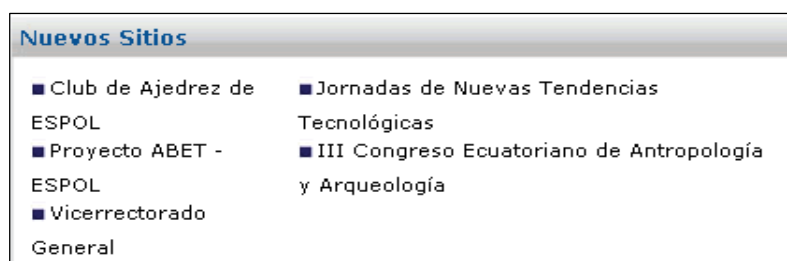 Nuevos Sitios
Club de Ajedrez de
ESPOL
Proyecto ABET -
ESPOL
Vicerrectorado
General
Jornadas de Nuevas Tendencias
Tecnológicas
III Congreso Ecuatoriano de Antropología
y Arqueología